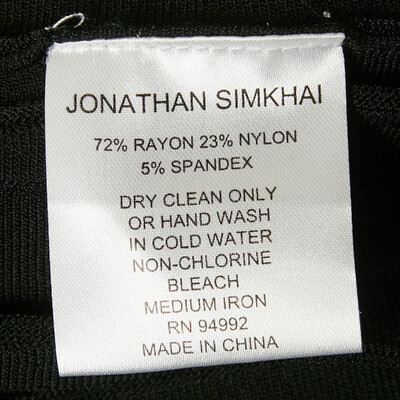 JONATHAN SIMKHAI
72% RAYON 23% NYLON
5% SPANDEX
DRY CLEAN ONLY
OR HAND WASH
IN COLD WATER
NON-CHLORINE
BLEACH
MEDIUM IRON
RN 94992
MADE IN CHINA